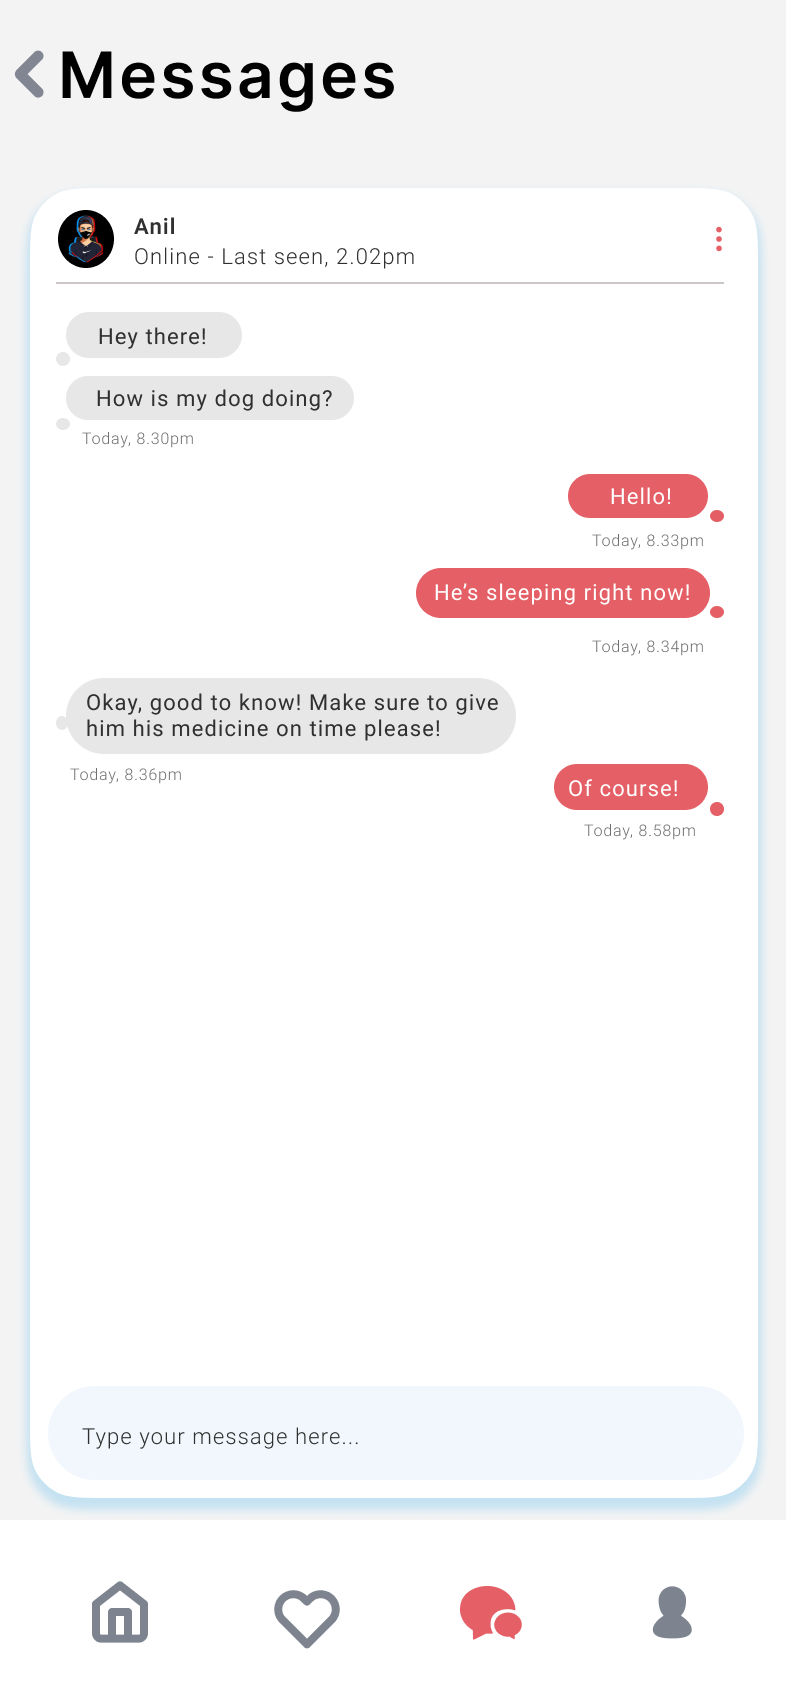 Messages
Anil
Online - Last seen, 2.02pm
Hey there!
How is my dog doing?
Today, 8.30pm
Hello!
Today, 8.33pm
He’s sleeping right now!
Today, 8.34pm
Okay, good to know! Make sure to give
him his medicine on time please!
Today, 8.36pm
Of course!
Today, 8.58pm
Type your message here...